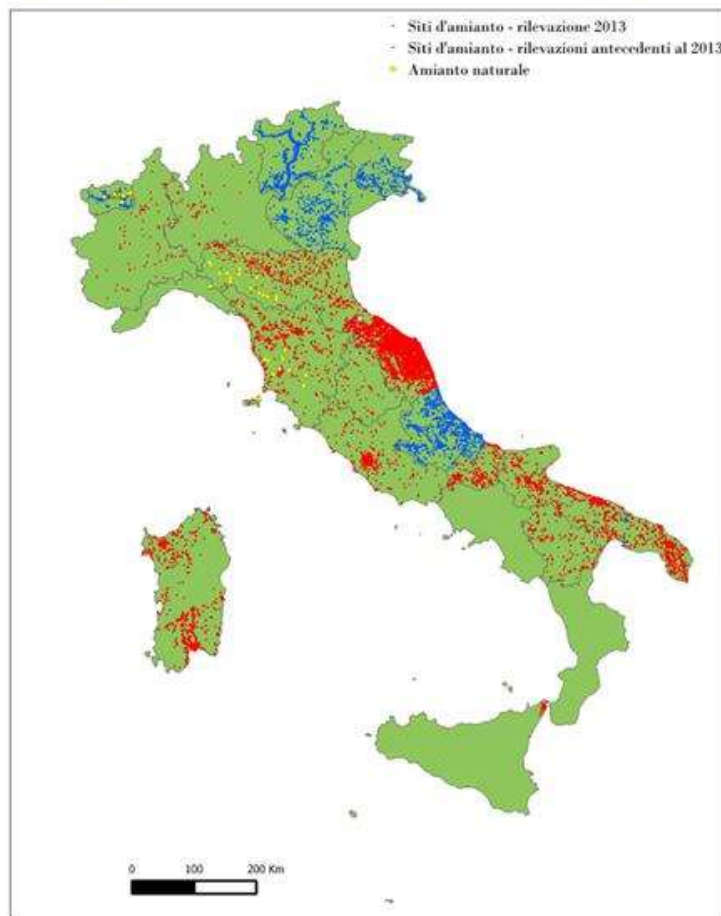 Siti d'amianto - rilevazione 2013
Siti d'amianto - rilevazioni antecedenti al 2013
Amianto naturale
0 100 200 Km